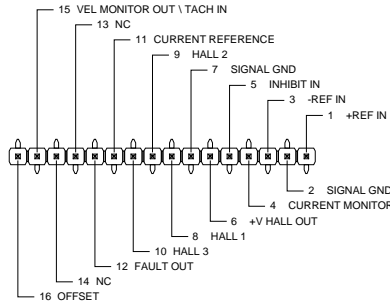 15 VEL MONITOR OUT \ TACH IN
13 NC
11 CURRENT REFERENCE
9 HALL 2
7 SIGNAL GND
5 INHIBIT IN
3 -REF IN
1 +REF IN
2 SIGNAL GND
4 CURRENT MONITOR
6 +V HALL OUT
8 HALL 1
10 HALL 3
12 FAULT OUT
14 NC
16 OFFSET